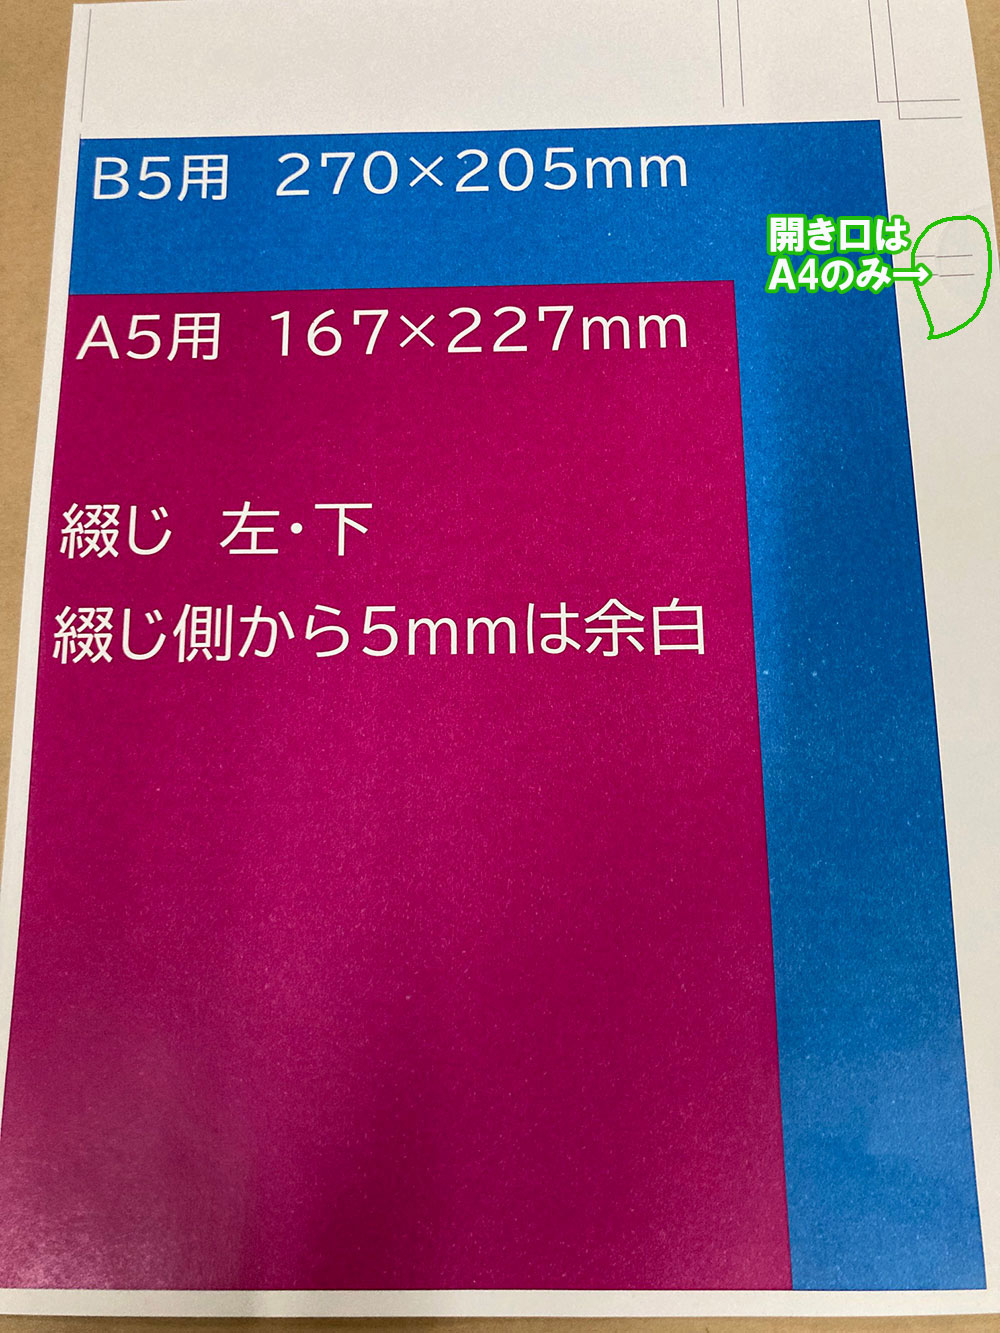 B5用　270×205mm
開き口は
A4のみ→
A5用　167×227mm
綴じ　左・下
綴じ側から5mmは余白